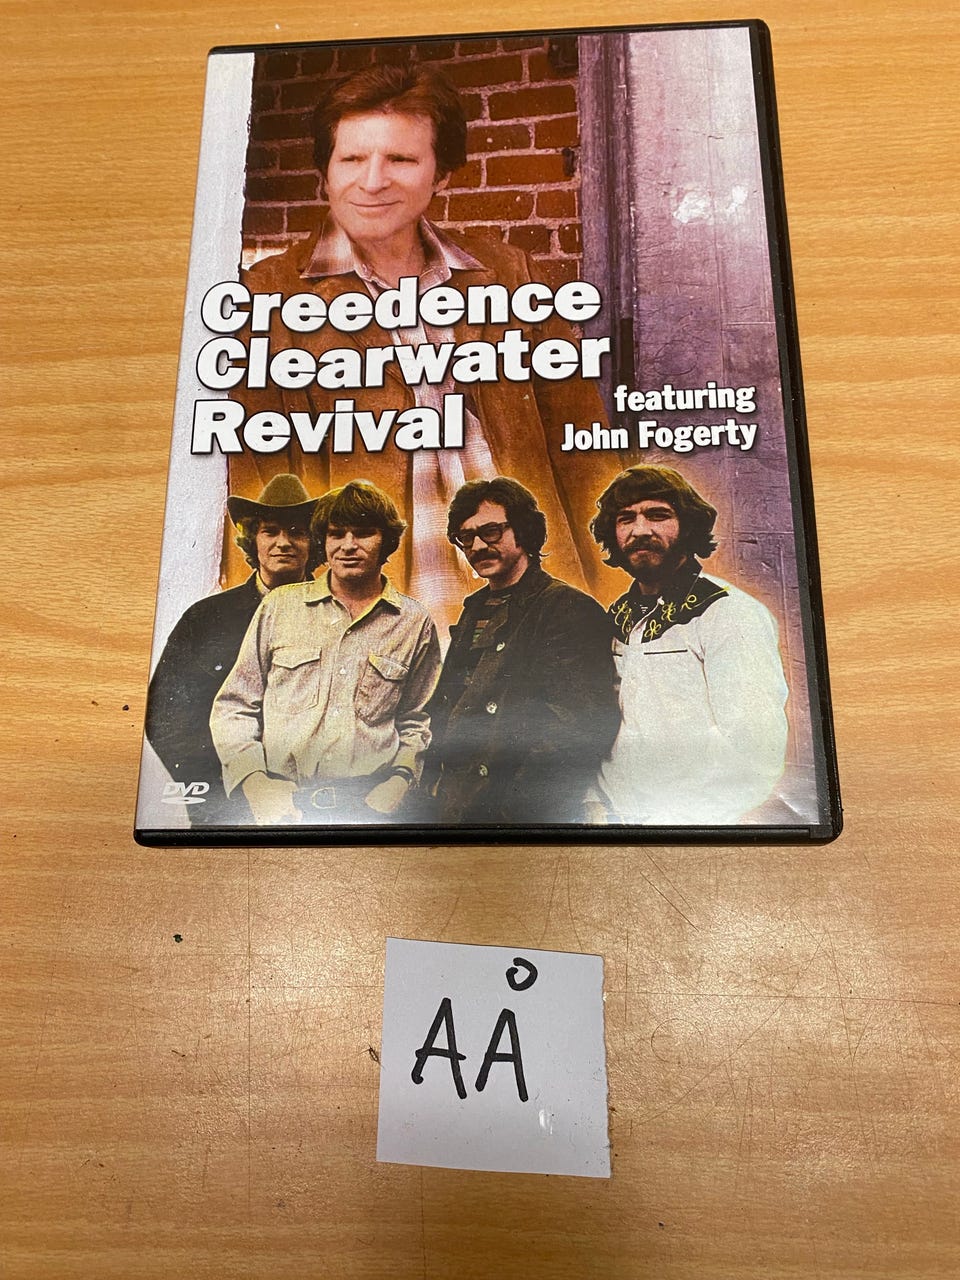 Creedence
Clearwater
Revival
featuring
John Fogerty
DVD
AÅ